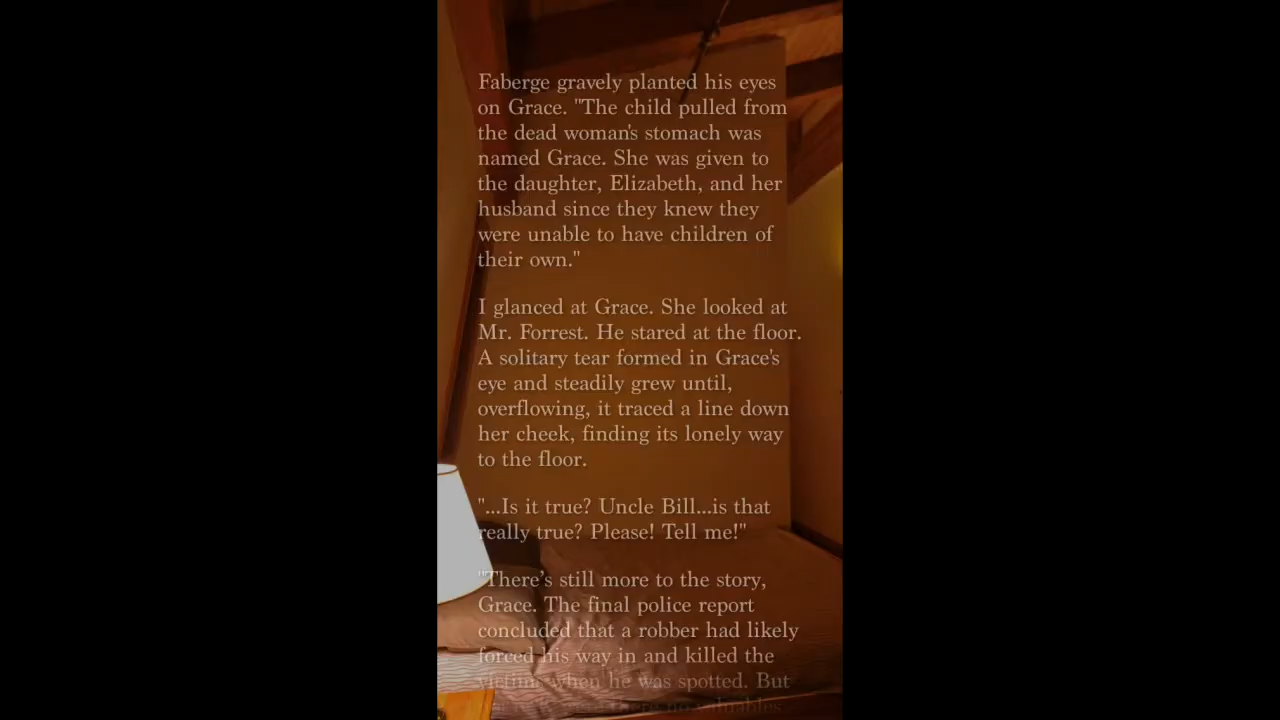 Faberge gravely planted his eyes
on Grace. "The child pulled from
the dead woman's stomach was
named Grace. She was given to
the daughter, Elizabeth, and her
husband since they knew they
were unable to have children of
their own."
I glanced at Grace. She looked at
Mr. Forrest. He stared at the floor.
A solitary tear formed in Grace's
eye and steadily grew until,
overflowing, it traced a line down
her cheek, finding its lonely way
to the floor.
"...Is it true? Uncle Bill...is that
really true? Please! Tell me!"
"There’s still more to the story,
Grace. The final police report
concluded that a robber had likely
forced his way in and killed the
when he was spotted. But